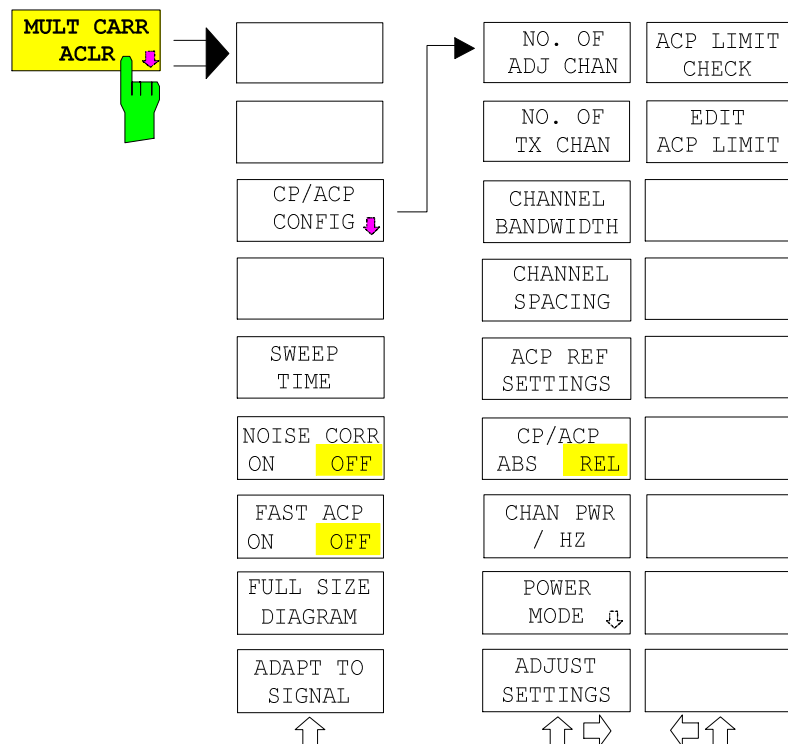 MULT CARR
ACLR
CP/ACP
CONFIG
SWEEP
TIME
NOISE CORR
ON OFF
FAST ACP
ON OFF
FULL SIZE
DIAGRAM
ADAPT TO
SIGNAL
NO. OF
ADJ CHAN
NO. OF
TX CHAN
CHANNEL
BANDWIDTH
CHANNEL
SPACING
ACP REF
SETTINGS
CP/ACP
ABS REL
CHAN PWR
/ HZ
POWER
MODE
ADJUST
SETTINGS
ACP LIMIT
CHECK
EDIT
ACP LIMIT